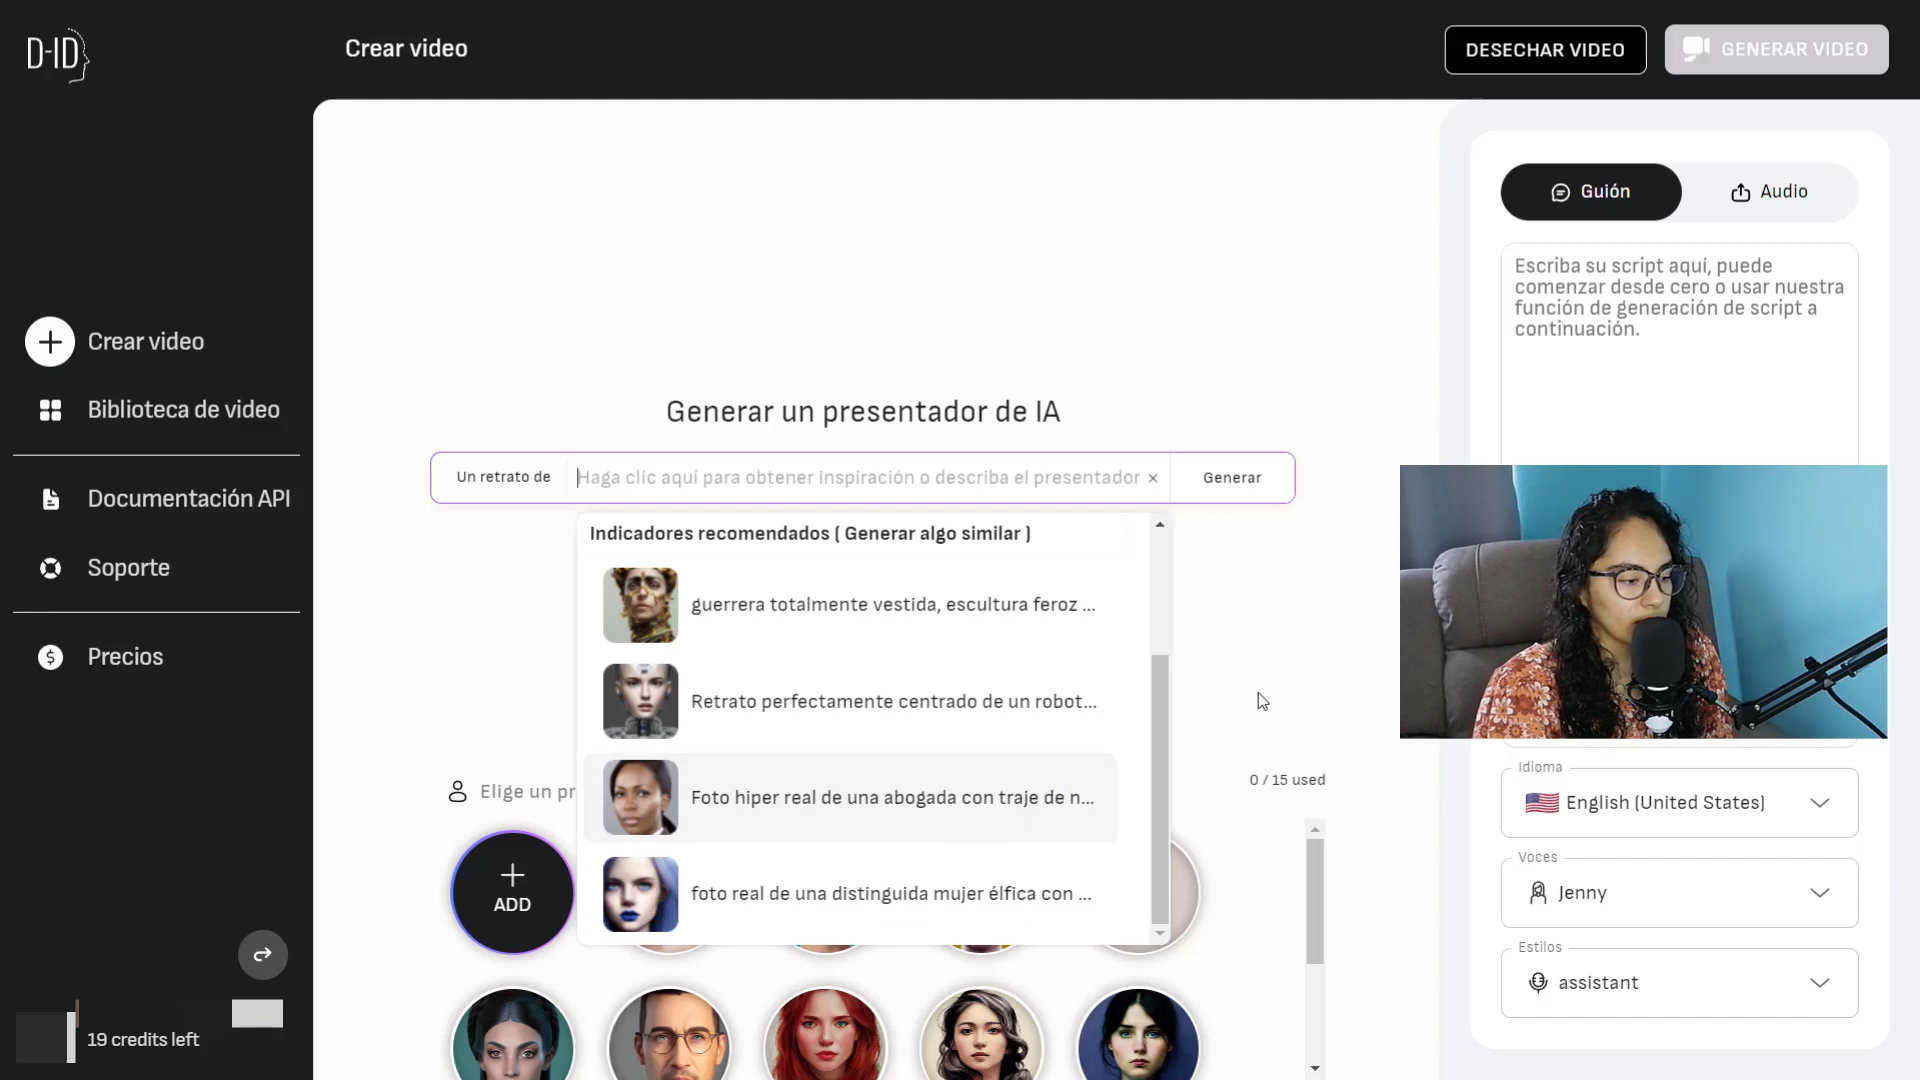 D-ID
Crear video
DESECHAR VIDEO
GENERAR VIDEO
Crear video
Biblioteca de video
Documentación API
Soporte
Precios
19 credits left
Generar un presentador de IA
Un retrato de
Haga clic aquí para obtener inspiración o describa el presentador
Generar
Indicadores recomendados ( Generar algo similar )
guerrera totalmente vestida, escultura feroz ...
Retrato perfectamente centrado de un robot...
Foto hiper real de una abogada con traje de n...
foto real de una distinguida mujer élfica con ...
Elige un pr
0 / 15 used
ADD
Guión
Audio
Escriba su script aquí, puede
comenzar desde cero o usar nuestra
función de generación de script a
continuación.
Idioma
English (United States)
Voces
Jenny
Estilos
assistant